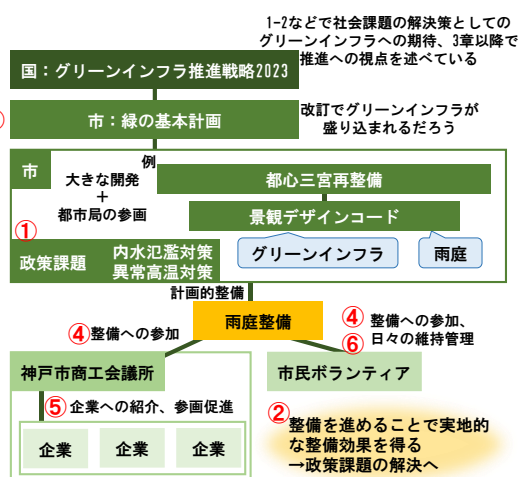 1-2などで社会課題の解決策としての
グリーンインフラへの期待、3章以降で
推進への視点を述べている
国：グリーンインフラ推進戦略2023
市：緑の基本計画
改訂でグリーンインフラが
盛り込まれるだろう
市
例
大きな開発
＋
都市局の参画
都心三宮再整備
景観デザインコード
グリーンインフラ
雨庭
①
政策課題
内水氾濫対策
異常高温対策
計画的整備
雨庭整備
④整備への参加
④
⑥
整備への参加、
日々の維持管理
神戸市商工会議所
市民ボランティア
⑤企業への紹介、参画促進
企業
企業
企業
②
整備を進めることで実地的
な整備効果を得る
→政策課題の解決へ